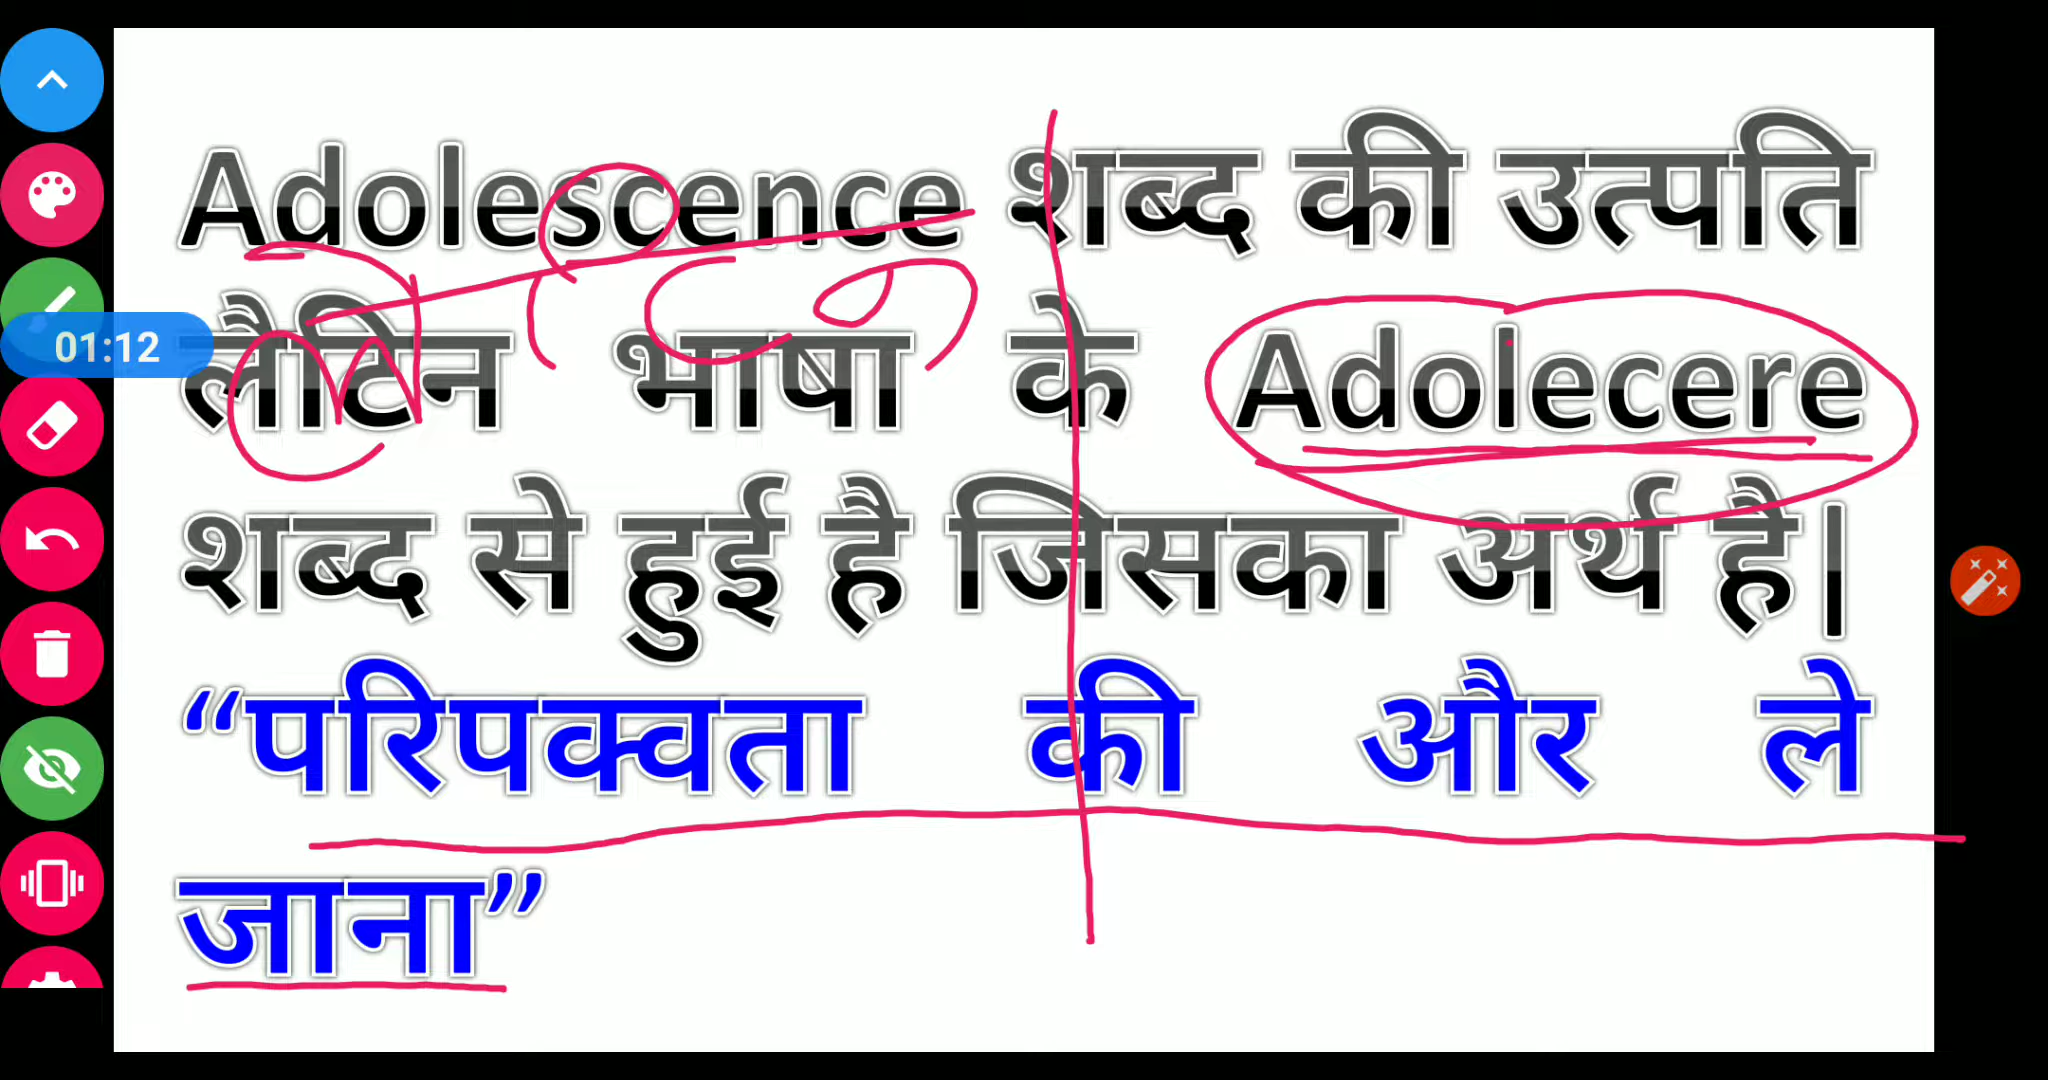 Adolescence शब्द की उत्पति
लैटिन भाषा के Adolecere
शब्द से हुई है जिसका अर्थ है|
“परिपक्वता की और ले
जाना”
01:12